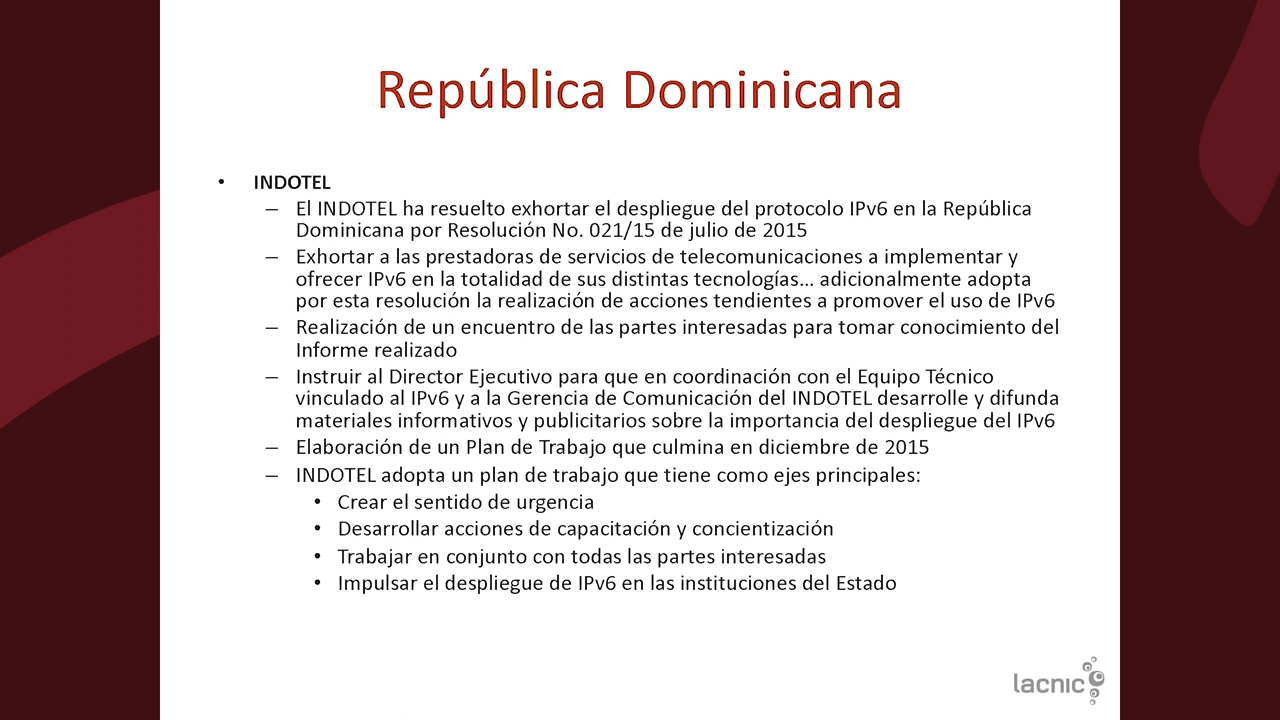 República Dominicana
• INDOTEL
– El INDOTEL ha resuelto exhortar el despliegue del protocolo IPv6 en la República
Dominicana por Resolución No. 021/15 de julio de 2015
– Exhortar a las prestadoras de servicios de telecomunicaciones a implementar y
ofrecer IPv6 en la totalidad de sus distintas tecnologías... adicionalmente adopta
por esta resolución la realización de acciones tendientes a promover el uso de IPv6
– Realización de un encuentro de las partes interesadas para tomar conocimiento del
Informe realizado
– Instruir al Director Ejecutivo para que en coordinación con el Equipo Técnico
vinculado al IPv6 y a la Gerencia de Comunicación del INDOTEL desarrolle y difunda
materiales informativos y publicitarios sobre la importancia del despliegue del IPv6
– Elaboración de un Plan de Trabajo que culmina en diciembre de 2015
– INDOTEL adopta un plan de trabajo que tiene como ejes principales:
• Crear el sentido de urgencia
• Desarrollar acciones de capacitación y concientización
• Trabajar en conjunto con todas las partes interesadas
• Impulsar el despliegue de IPv6 en las instituciones del Estado
lacnic